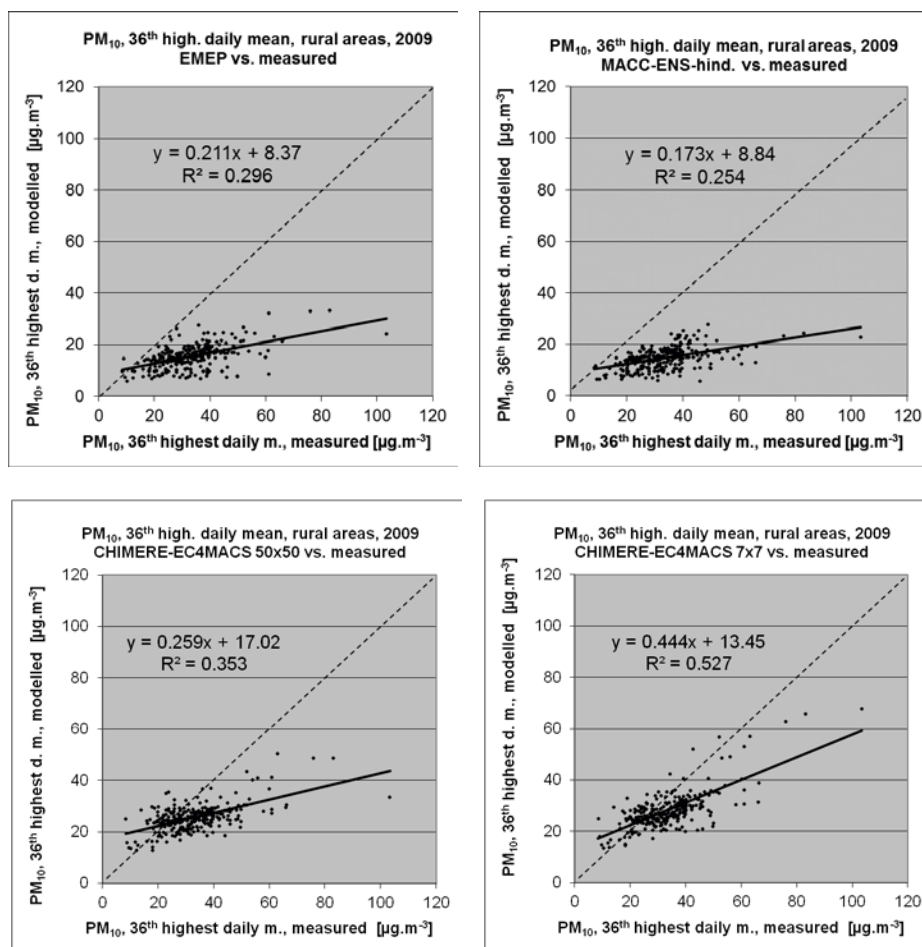 PM₁₀, 36ᵗʰ high. daily mean, rural areas, 2009
EMEP vs. measured
PM₁₀, 36ᵗʰ highest d. m., modelled [µg.m⁻³]
120
100
80
60
40
20
0
y = 0.211x + 8.37
R² = 0.296
0 20 40 60 80 100 120
PM₁₀, 36ᵗʰ highest daily m., measured [µg.m⁻³]
PM₁₀, 36ᵗʰ high. daily mean, rural areas, 2009
MACC-ENS-hind. vs. measured
PM₁₀, 36ᵗʰ highest d. m., modelled [µg.m⁻³]
120
100
80
60
40
20
0
y = 0.173x + 8.84
R² = 0.254
0 20 40 60 80 100 120
PM₁₀, 36ᵗʰ highest daily m., measured [µg.m⁻³]
PM₁₀, 36ᵗʰ high. daily mean, rural areas, 2009
CHIMERE-EC4MACS 50x50 vs. measured
PM₁₀, 36ᵗʰ highest d. m., modelled [µg.m⁻³]
120
100
80
60
40
20
0
y = 0.259x + 17.02
R² = 0.353
0 20 40 60 80 100 120
PM₁₀, 36ᵗʰ highest daily m., measured [µg.m⁻³]
PM₁₀, 36ᵗʰ high. daily mean, rural areas, 2009
CHIMERE-EC4MACS 7x7 vs. measured
PM₁₀, 36ᵗʰ highest d. m., modelled [µg.m⁻³]
120
100
80
60
40
20
0
y = 0.444x + 13.45
R² = 0.527
0 20 40 60 80 100 120
PM₁₀, 36ᵗʰ highest daily m., measured [µg.m⁻³]